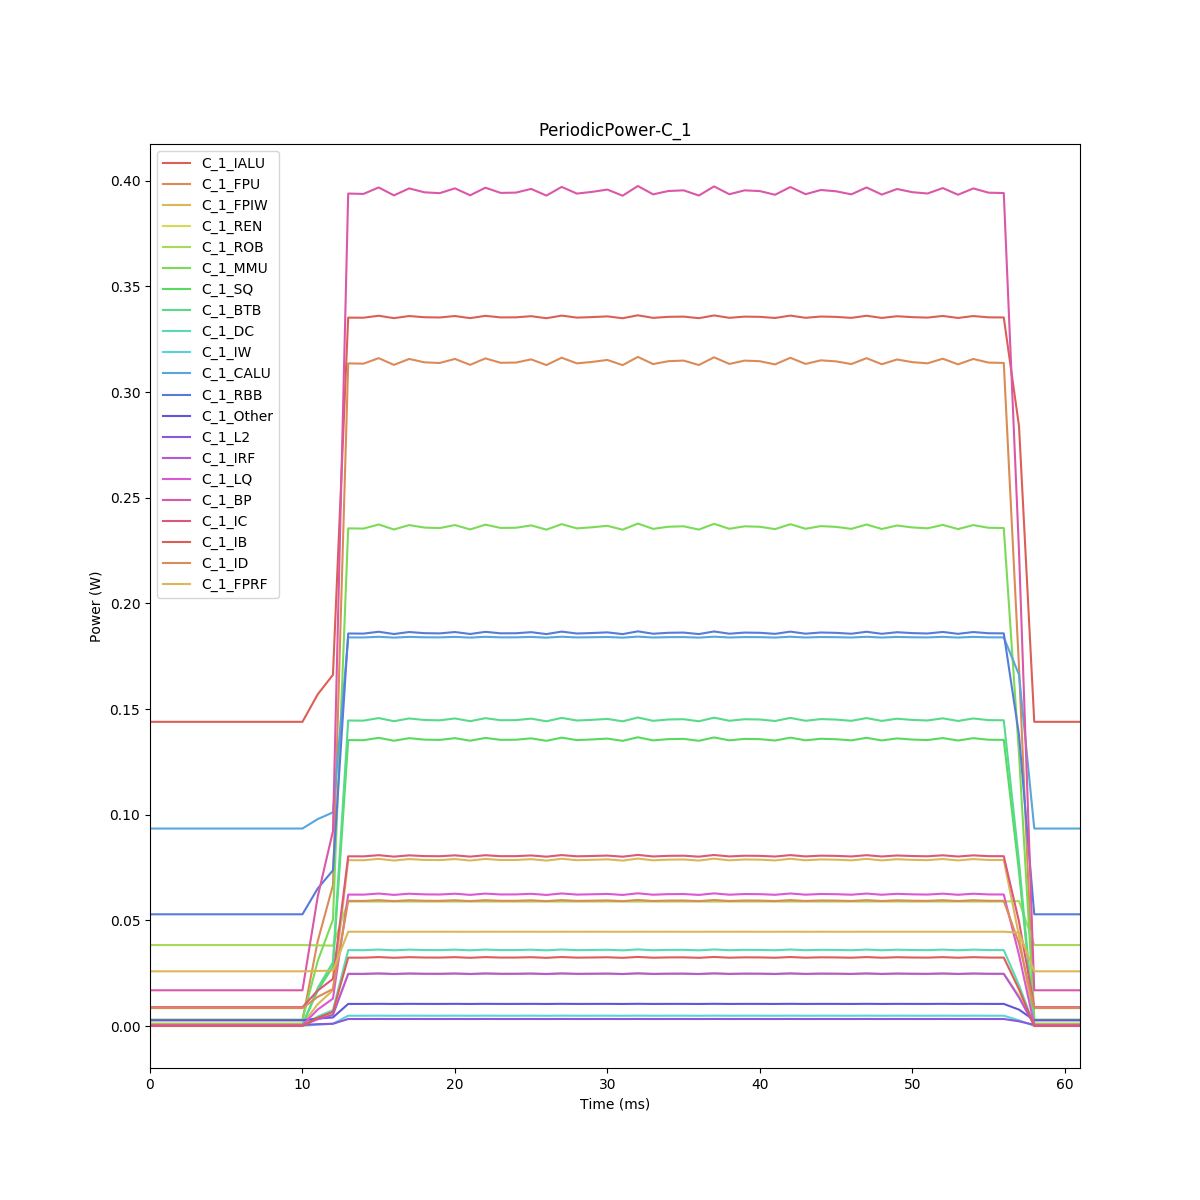 PeriodicPower-C_1
C_1_IALU
C_1_FPU
C_1_FPIW
C_1_REN
C_1_ROB
C_1_MMU
C_1_SQ
C_1_BTB
C_1_DC
C_1_IW
C_1_CALU
C_1_RBB
C_1_Other
C_1_L2
C_1_IRF
C_1_LQ
C_1_BP
C_1_IC
C_1_IB
C_1_ID
C_1_FPRF
0.40
0.35
0.30
0.25
0.20
0.15
0.10
0.05
0.00
Power (W)
0 10 20 30 40 50 60
Time (ms)